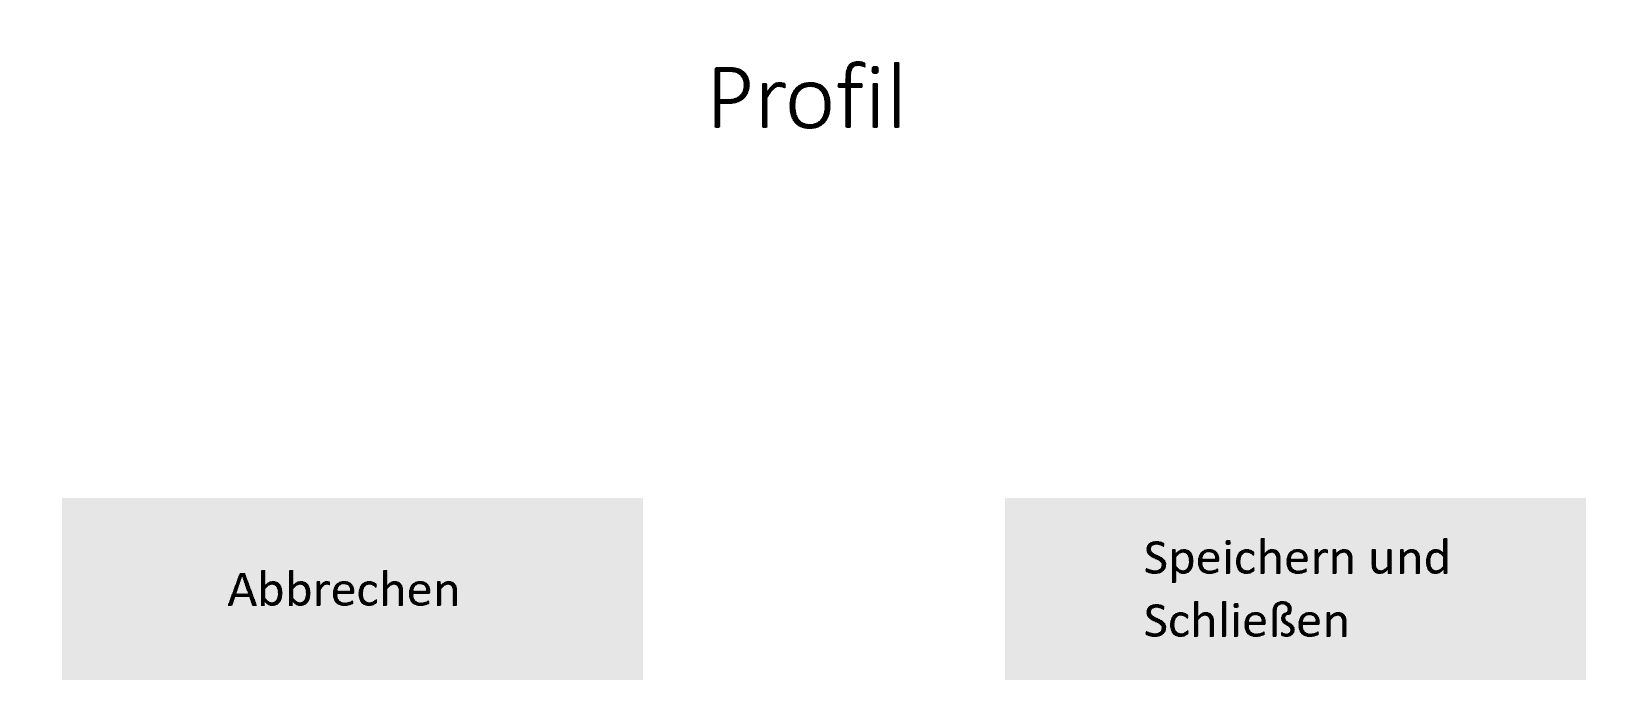 Profil
Abbrechen
Speichern und
Schließen